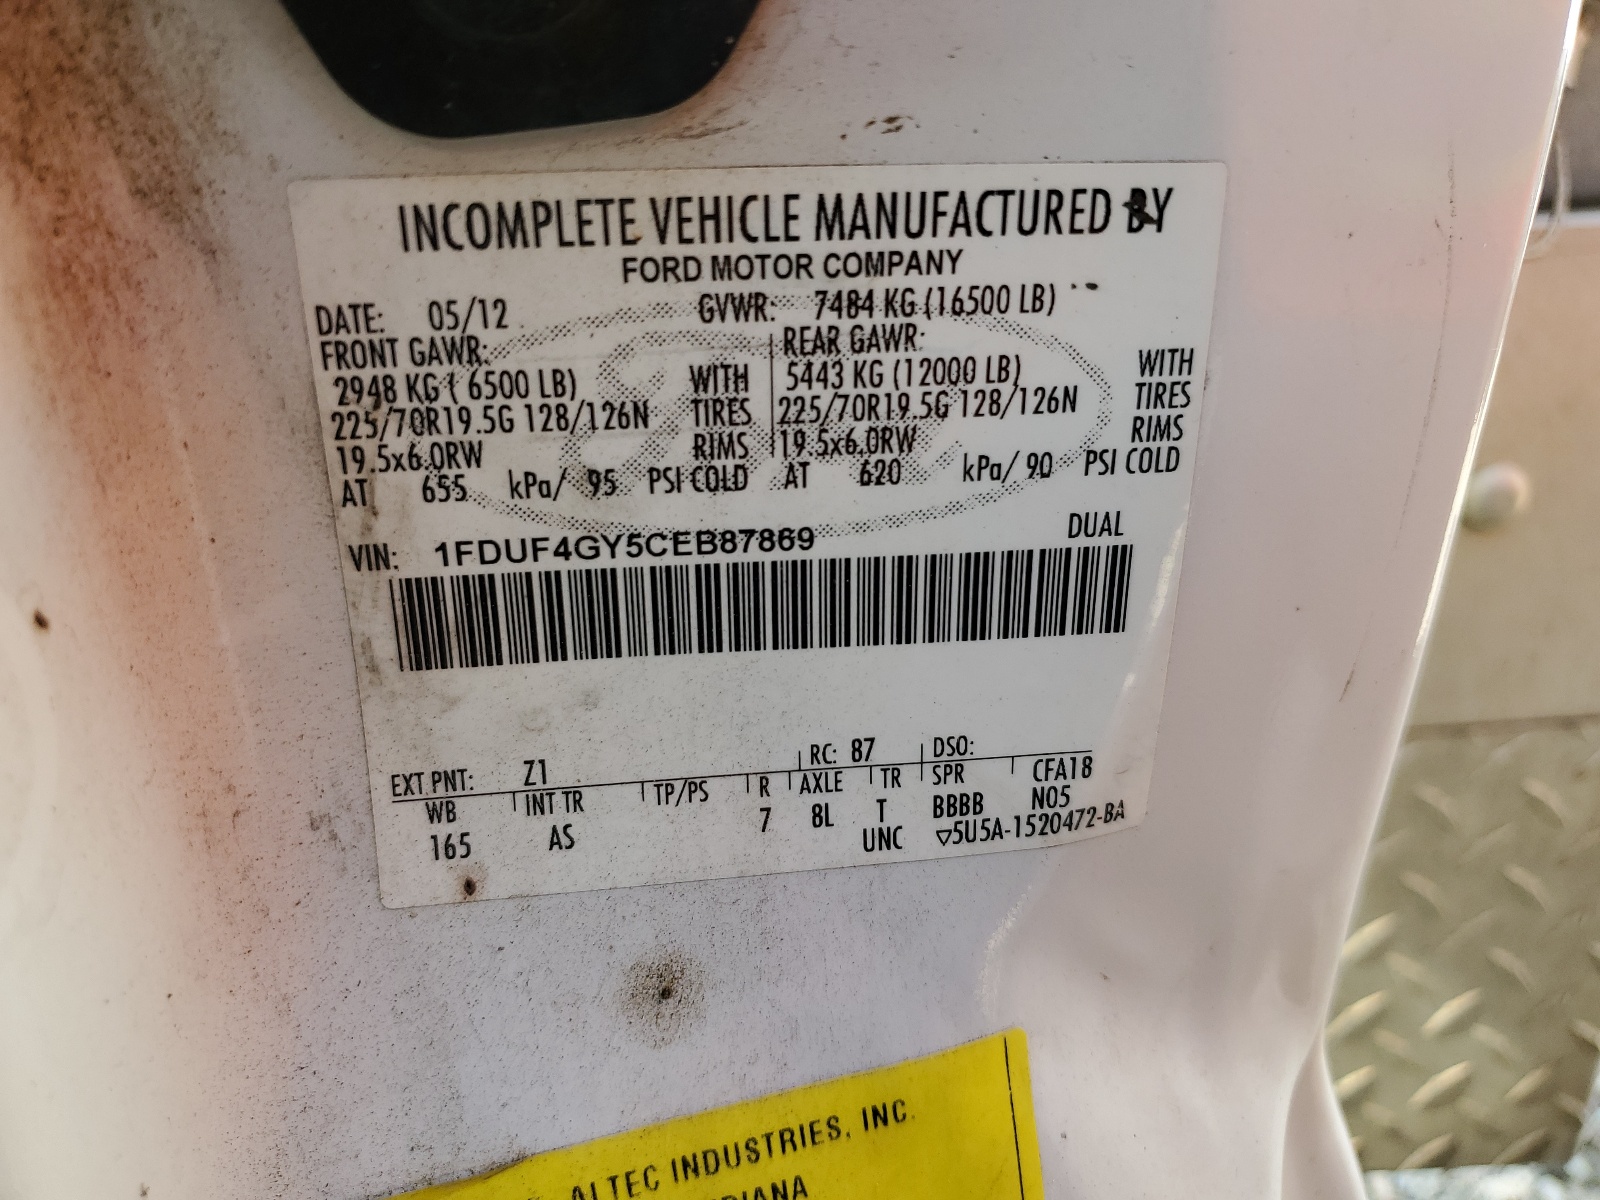 INCOMPLETE VEHICLE MANUFACTURED BY
FORD MOTOR COMPANY
DATE: 05/12 GVWR: 7484 KG (16500 LB)
FRONT GAWR: REAR GAWR:
2948 KG ( 6500 LB) WITH 5443 KG (12000 LB) WITH
225/70R19.5G 128/126N TIRES 225/70R19.5G 128/126N TIRES
19.5x6.0RW RIMS 19.5x6.0RW RIMS
AT 655 kPa/ 95 PSI COLD AT 620 kPa/ 90 PSI COLD
VIN: 1FDUF4GY5CEB87869 DUAL
EXT PNT: Z1 RC: 87 DSO:
WB INT TR TP/PS R AXLE TR SPR CFA18
165 AS 7 8L T BBBB N05
UNC ▽5U5A-1520472-BA
ALTEC INDUSTRIES, INC.